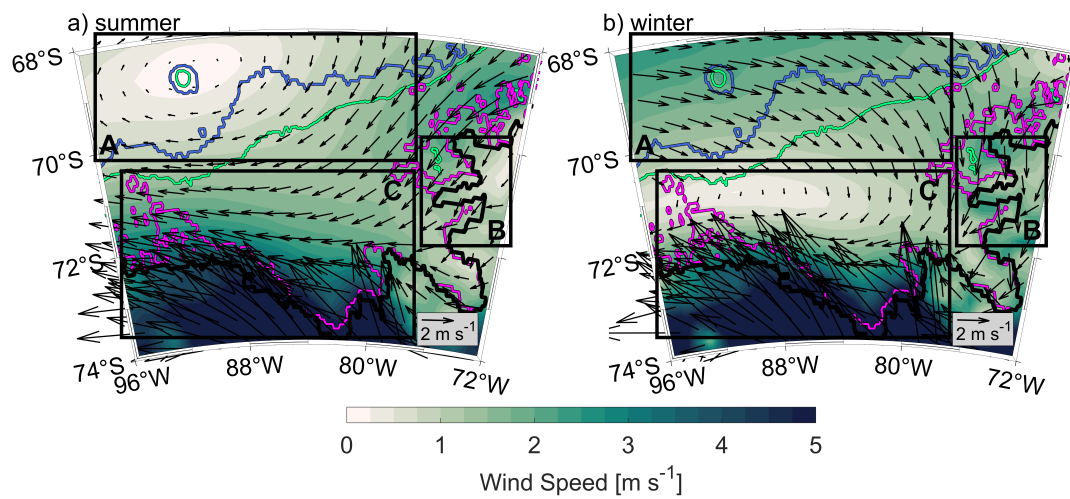 a) summer
b) winter
68°S
70°S
72°S
74°S
96°W
88°W
80°W
72°W
A
C
B
2 m s⁻¹
68°S
70°S
72°S
74°S
96°W
88°W
80°W
72°W
A
C
B
2 m s⁻¹
0 1 2 3 4 5
Wind Speed [m s⁻¹]